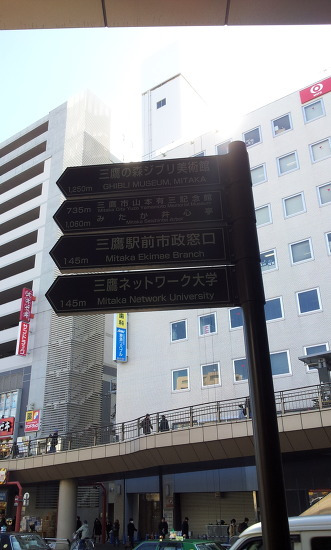 三鷹の森ジブリ美術館
1,250m
GHIBLI MUSEUM, MITAKA
735m
三鷹市山本有三記念館
1,060m
みたか井心亭
三鷹駅前市政窓口
145m
Mitaka Ekimae Branch
三鷹ネットワーク大学
145m
Mitaka Network University